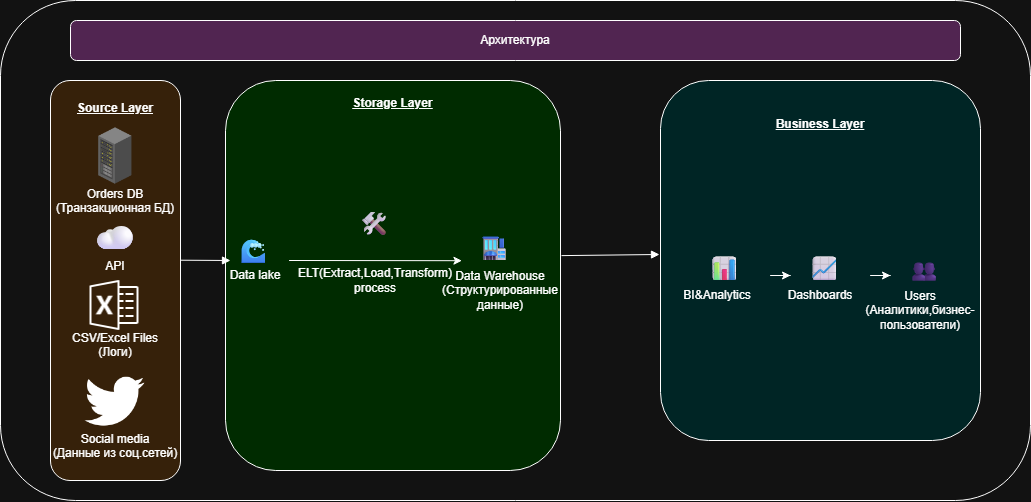 Архитектура
Source Layer
Orders DB
(Транзакционная БД)
API
X
CSV/Excel Files
(Логи)
Social media
(Данные из соц.сетей)
Storage Layer
Data lake
ELT(Extract,Load,Transform)
process
Data Warehouse
(Структурированные
данные)
Business Layer
BI&Analytics
Dashboards
Users
(Аналитики,бизнес-
пользователи)